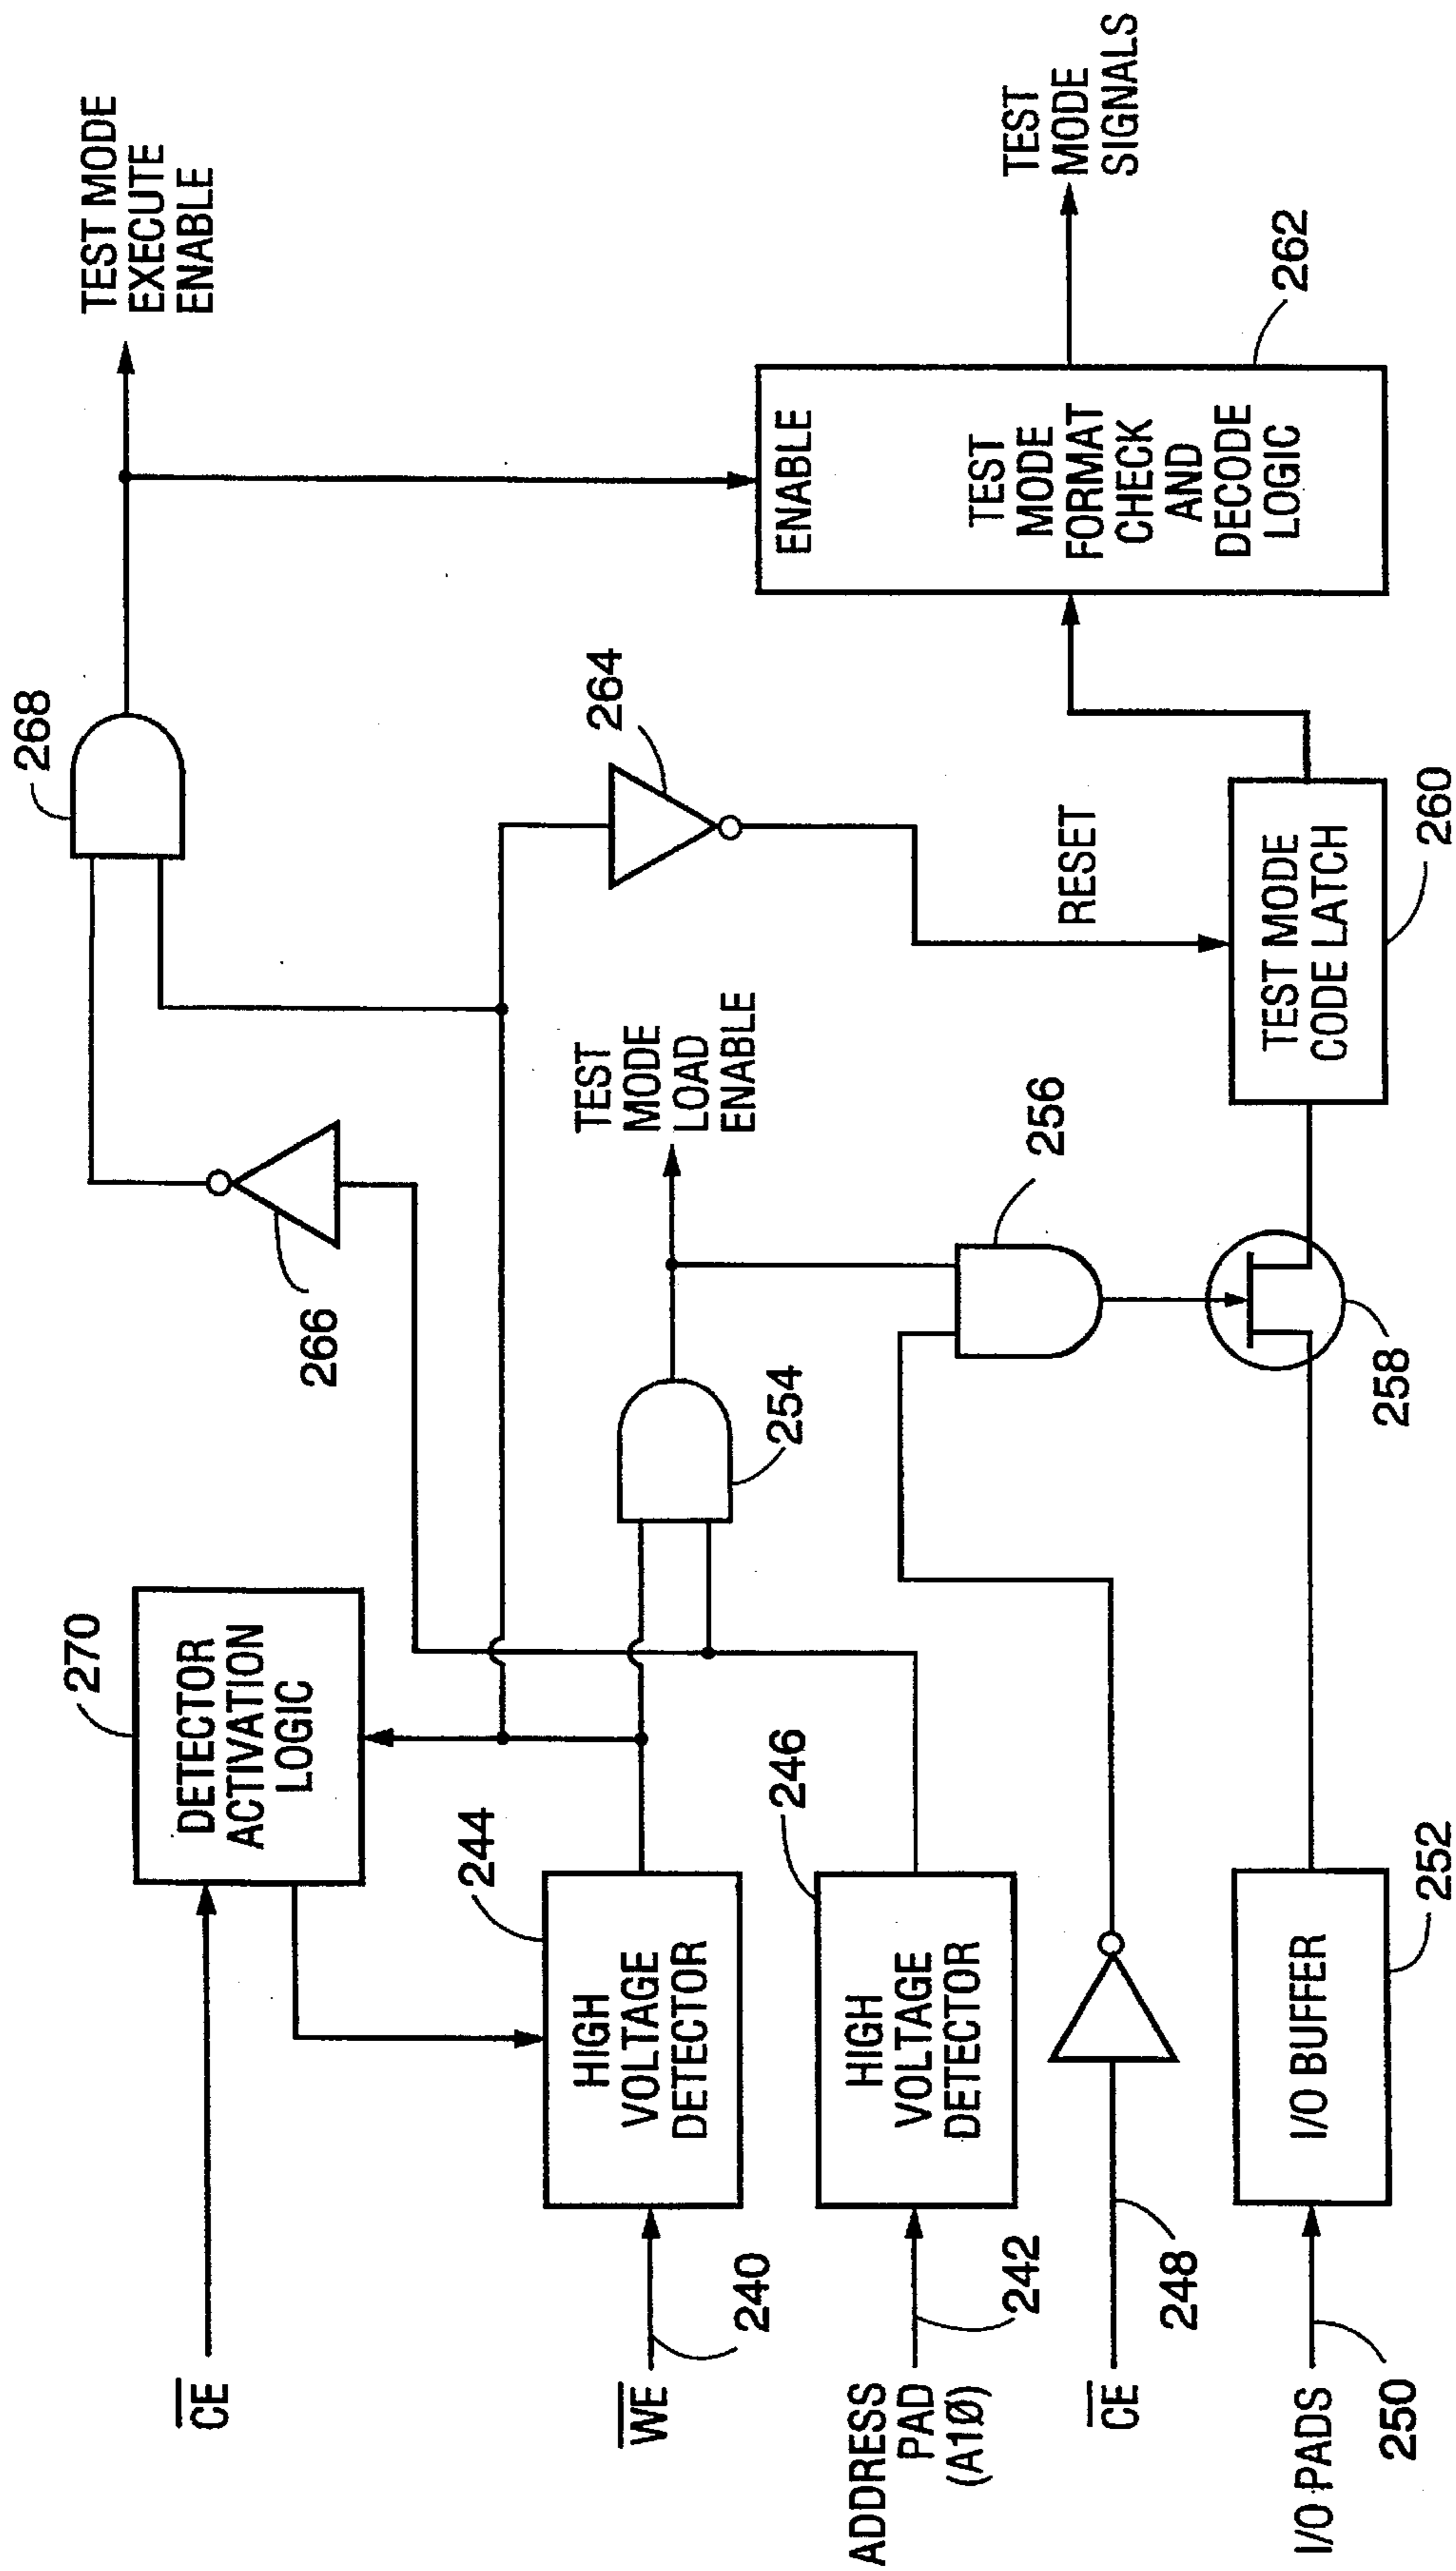 TEST MODE
EXECUTE
ENABLE
268
270
DETECTOR
ACTIVATION
LOGIC
266
264
CE
244
HIGH
VOLTAGE
DETECTOR
WE
240
254
TEST
MODE
LOAD
ENABLE
246
HIGH
VOLTAGE
DETECTOR
ADDRESS
PAD
(A1Ø)
242
256
RESET
ENABLE
TEST
MODE
FORMAT
CHECK
AND
DECODE
LOGIC
262
TEST
MODE
SIGNALS
CE
248
I/O PADS
250
I/O BUFFER
252
258
TEST MODE
CODE LATCH
260